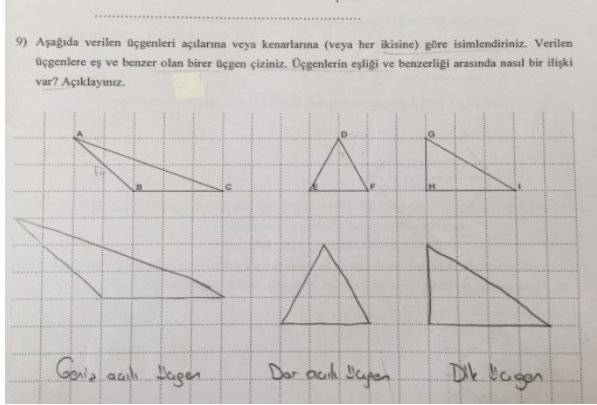 9) Aşağıda verilen üçgenleri açılarına veya kenarlarına (veya her ikisine) göre isimlendiriniz. Verilen
üçgenlere eş ve benzer olan birer üçgen çiziniz. Üçgenlerin eşliği ve benzerliği arasında nasıl bir ilişki
var? Açıklayınız.
A D G
B C E F H I
Geniş açılı üçgen Dar açılı üçgen Dik üçgen